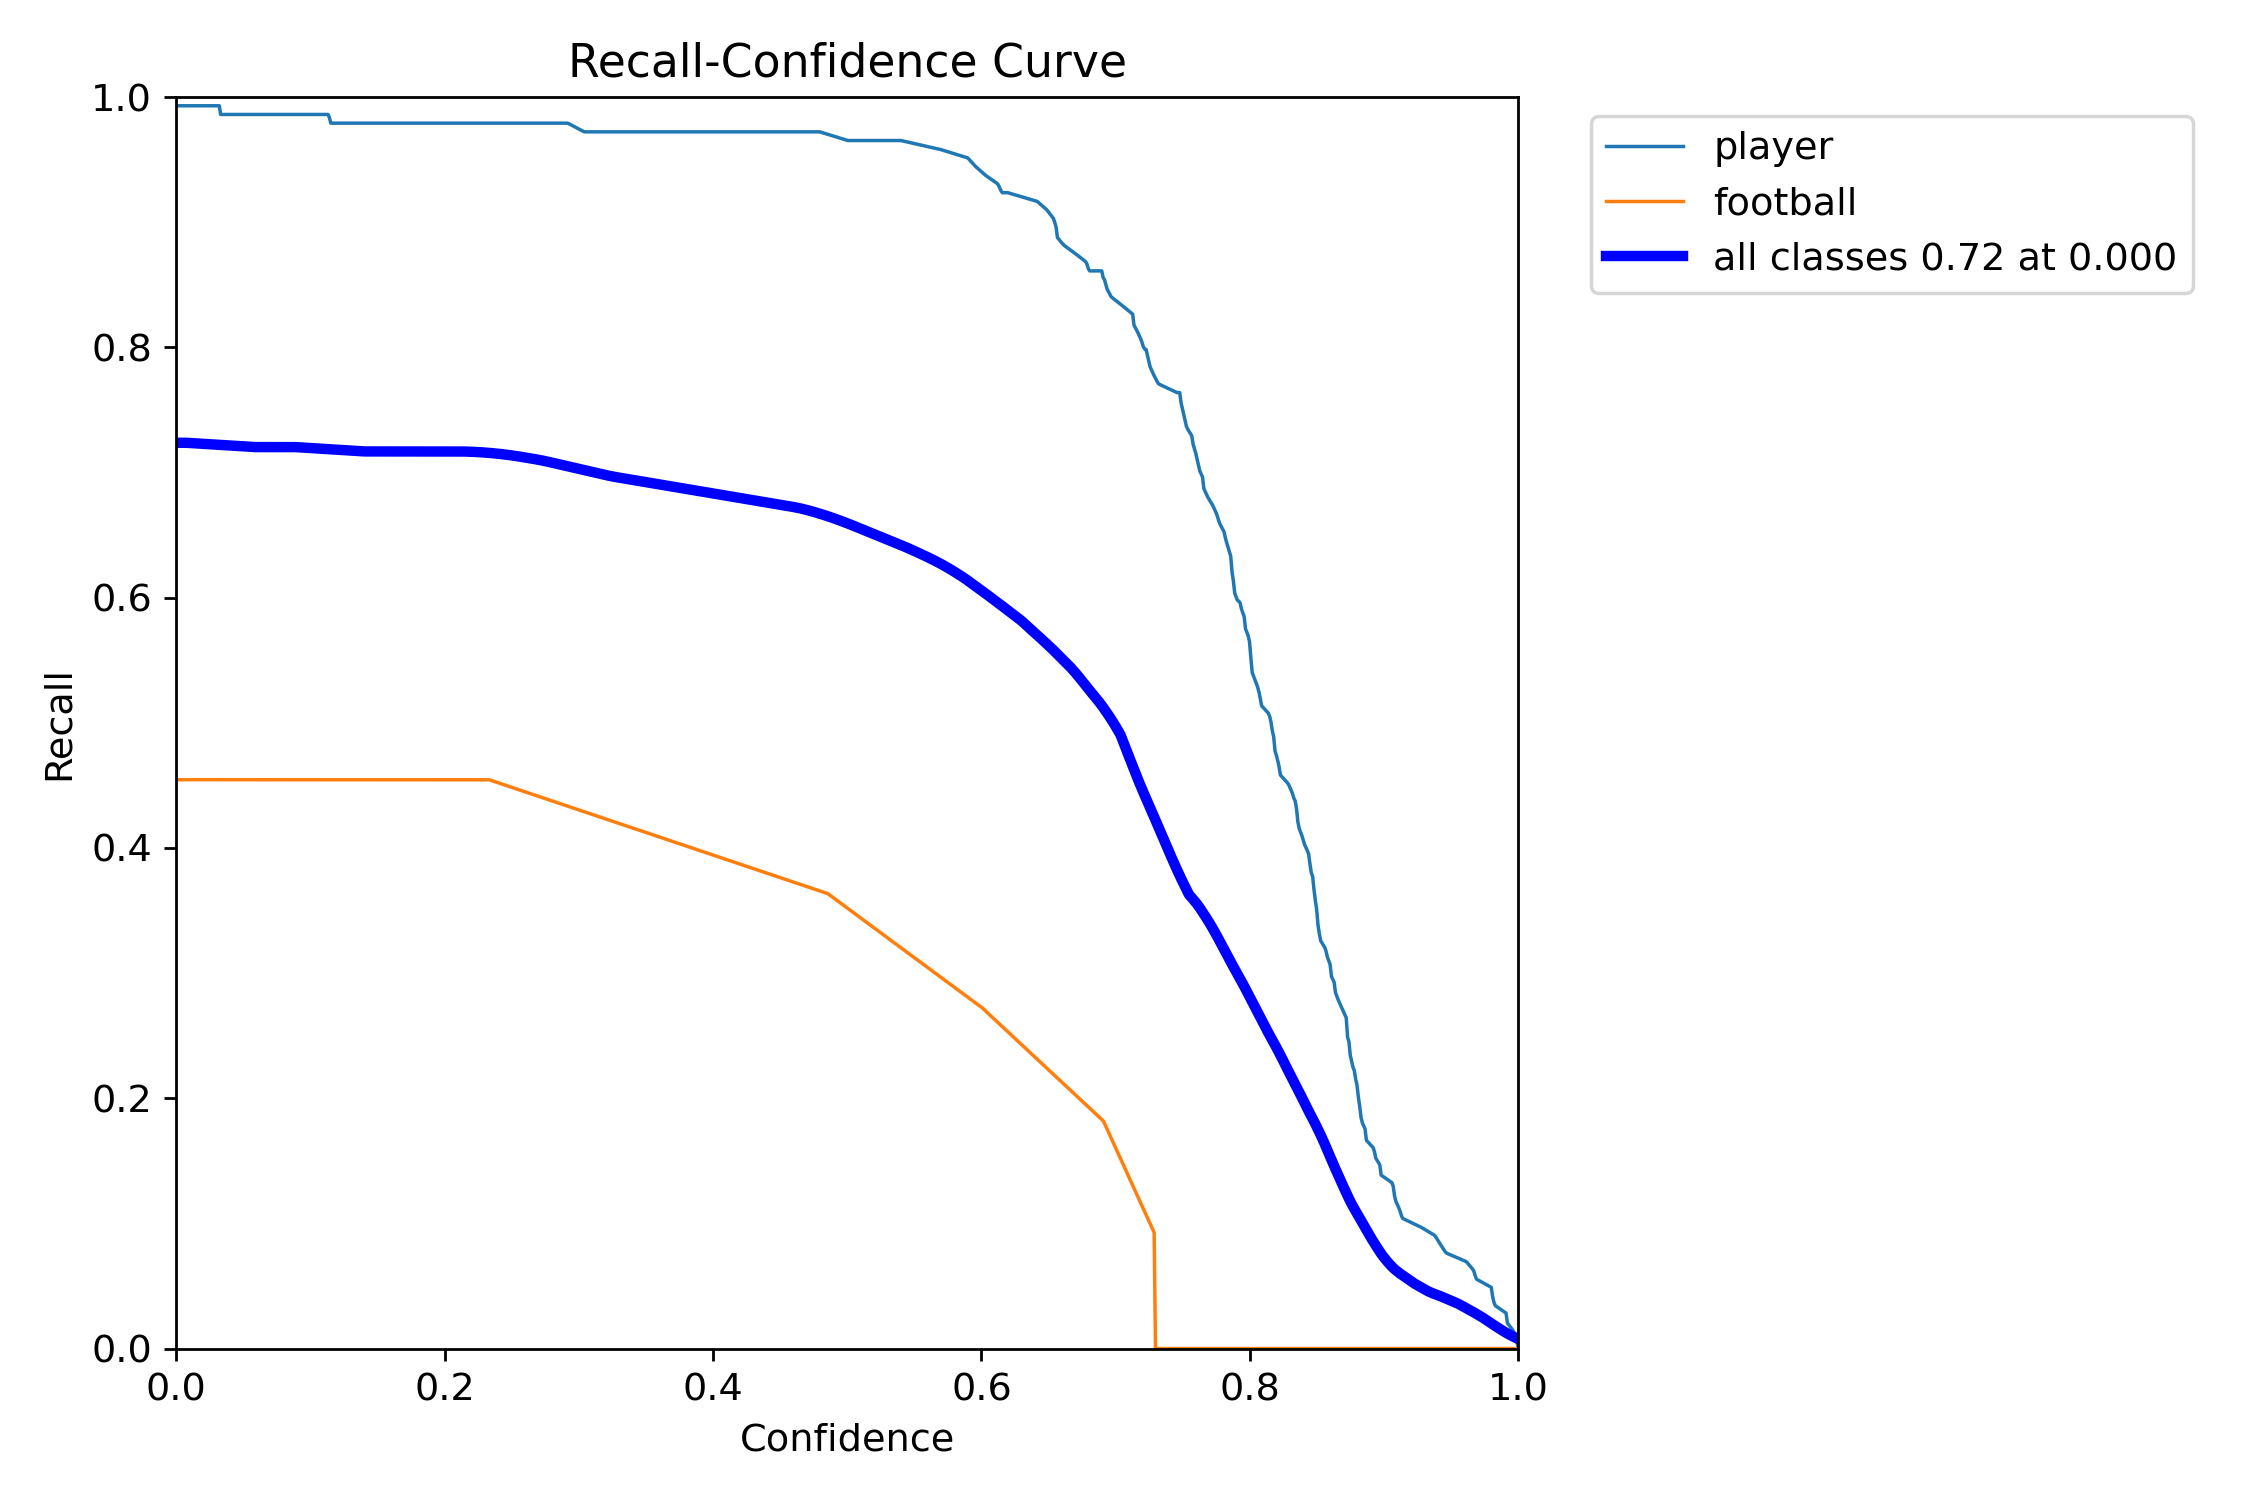 Recall-Confidence Curve
1.0
0.8
0.6
0.4
0.2
0.0
Recall
0.0 0.2 0.4 0.6 0.8 1.0
Confidence
player
football
all classes 0.72 at 0.000